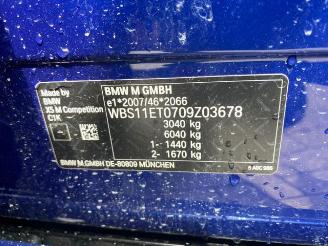 Made by
BMW
X5 M Competition
C1K
BMW M GMBH
e1*2007/46*2066
WBS11ET0709Z03678
3040 kg
6040 kg
1- 1440 kg
2- 1670 kg
BMW M GMBH DE-80809 MÜNCHEN